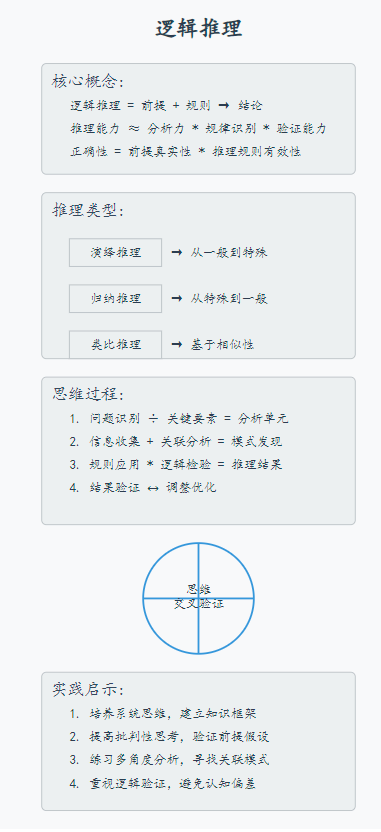 逻辑推理
核心概念:
逻辑推理 = 前提 + 规则 → 结论
推理能力 ≈ 分析力 * 规律识别 * 验证能力
正确性 = 前提真实性 * 推理规则有效性
推理类型:
演绎推理 → 从一般到特殊
归纳推理 → 从特殊到一般
类比推理 → 基于相似性
思维过程:
1. 问题识别 ÷ 关键要素 = 分析单元
2. 信息收集 + 关联分析 = 模式发现
3. 规则应用 * 逻辑检验 = 推理结果
4. 结果验证 ↔ 调整优化
思维
交叉验证
实践启示:
1. 培养系统思维，建立知识框架
2. 提高批判性思考，验证前提假设
3. 练习多角度分析，寻找关联模式
4. 重视逻辑验证，避免认知偏差